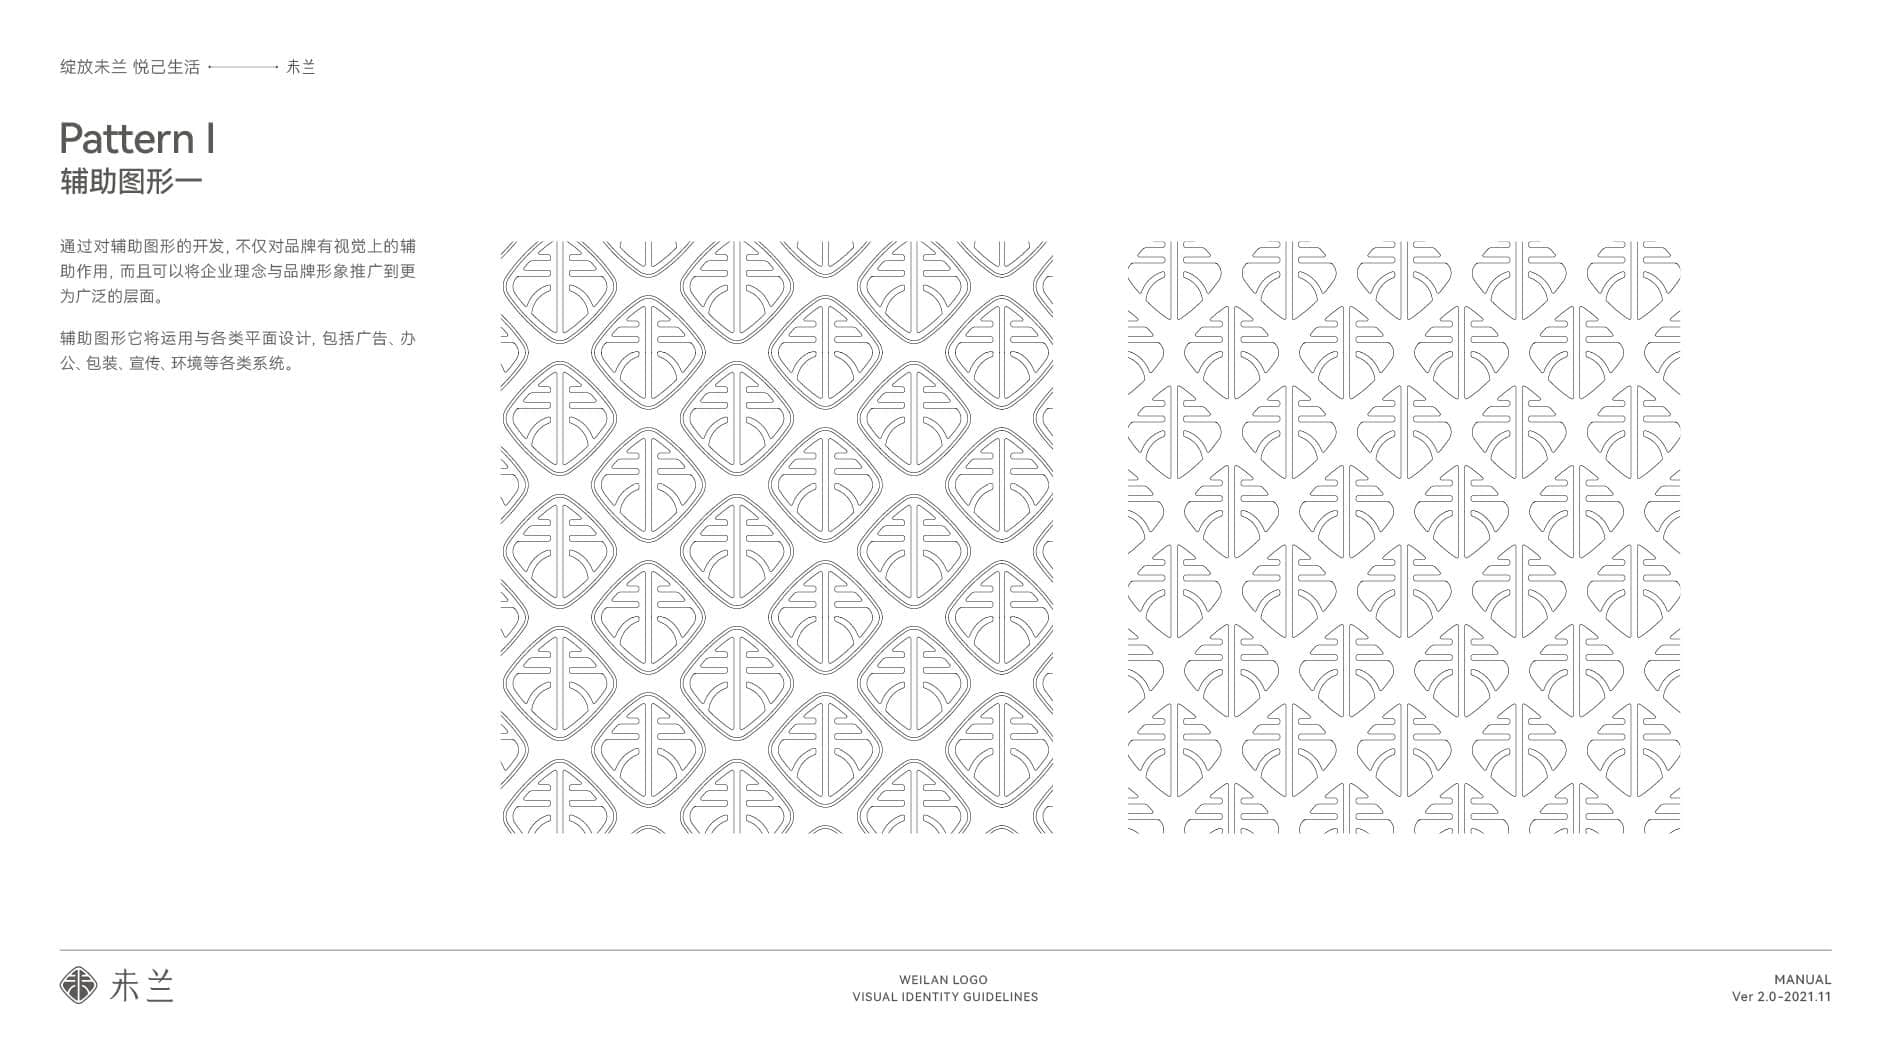 绽放未兰 悦己生活 未兰
Pattern I
辅助图形一
通过对辅助图形的开发, 不仅对品牌有视觉上的辅
助作用, 而且可以将企业理念与品牌形象推广到更
为广泛的层面。
辅助图形它将运用与各类平面设计, 包括广告、办
公、包装、宣传、环境等各类系统。
未兰
WEILAN LOGO
VISUAL IDENTITY GUIDELINES
MANUAL
Ver 2.0-2021.11